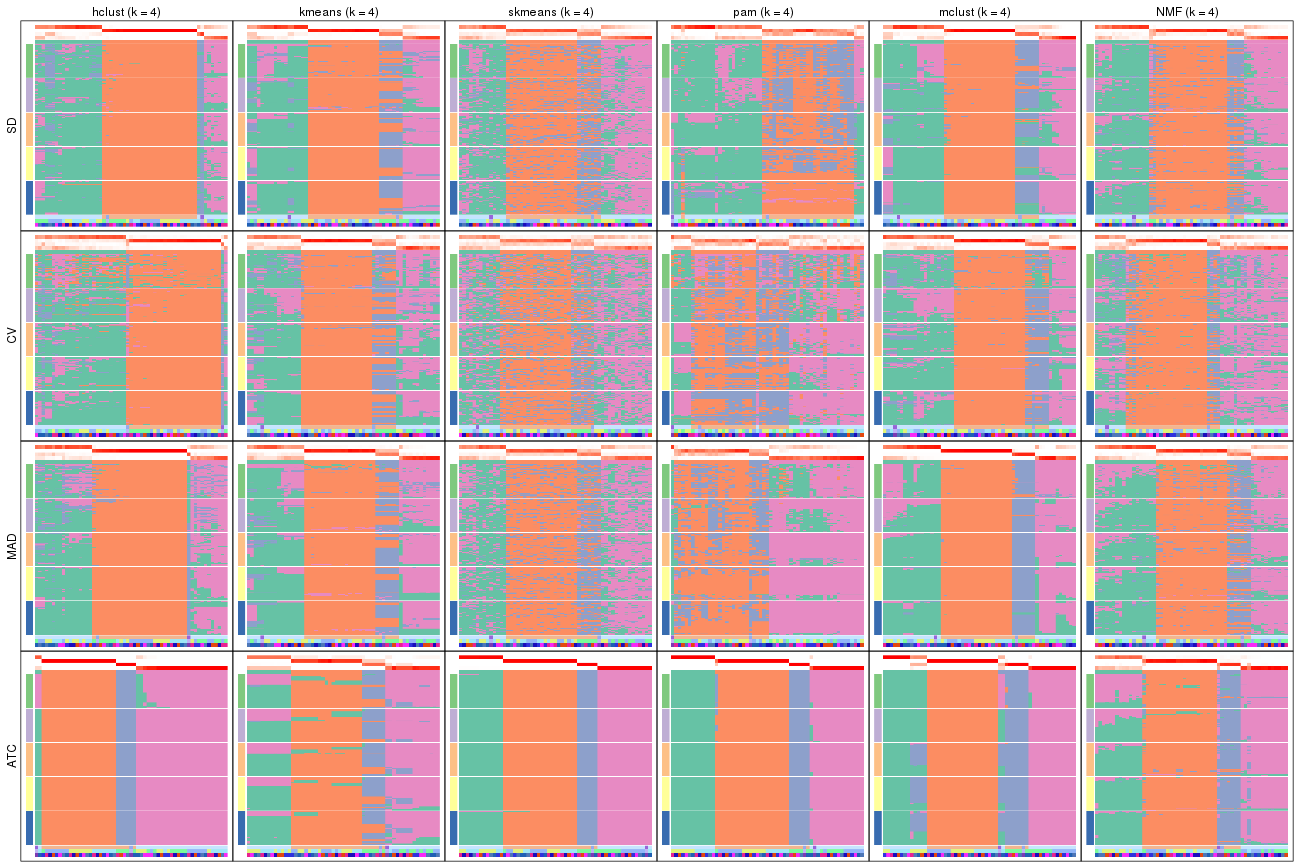 hclust (k = 4)
kmeans (k = 4)
skmeans (k = 4)
pam (k = 4)
mclust (k = 4)
NMF (k = 4)
SD
CV
MAD
ATC